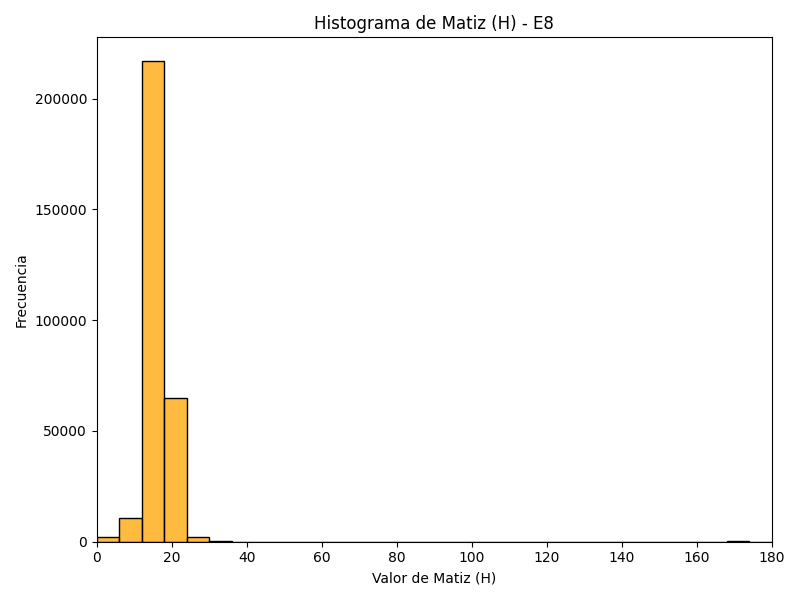 Histograma de Matiz (H) - E8
Frecuencia
200000
150000
100000
50000
0
0 20 40 60 80 100 120 140 160 180
Valor de Matiz (H)